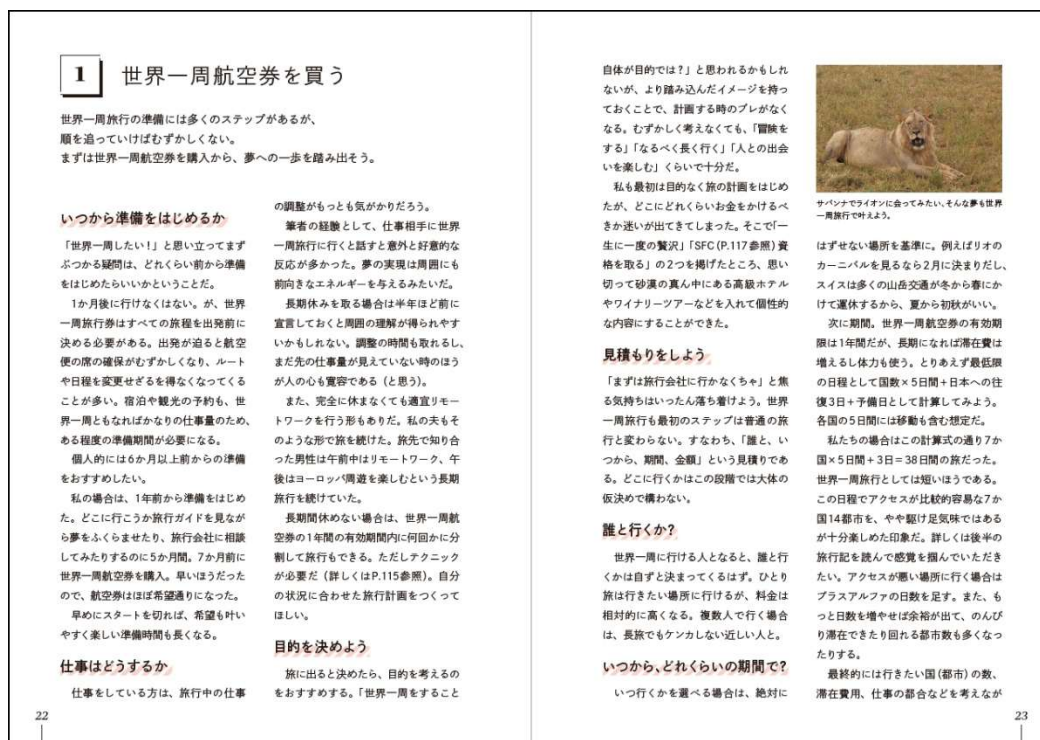 1 世界一周航空券を買う
世界一周旅行の準備には多くのステップがあるが、
順を追っていけばむずかしくない。
まずは世界一周航空券を購入から、夢への一歩を踏み出そう。
いつから準備をはじめるか
「世界一周したい！」と思い立ってまず
ぶつかる疑問は、どれくらい前から準備
をはじめたらいいかということだ。
1か月後に行けなくはない。が、世界
一周旅行券はすべての旅程を出発前に
決める必要がある。出発が迫ると航空
便の席の確保がむずかしくなり、ルート
や日程を変更せざるを得なくなってくる
ことが多い。宿泊や観光の予約も、世
界一周ともなればかなりの仕事量のため、
ある程度の準備期間が必要になる。
個人的には6か月以上前からの準備
をおすすめしたい。
私の場合は、1年前から準備をはじめ
た。どこに行こうか旅行ガイドを見なが
ら夢をふくらませたり、旅行会社に相談
してみたりするのに5か月間。7か月前に
世界一周航空券を購入。早いほうだった
ので、航空券はほぼ希望通りになった。
早めにスタートを切れば、希望も叶い
やすく楽しい準備時間も長くなる。
仕事はどうするか
仕事をしている方は、旅行中の仕事
の調整がもっとも気がかりだろう。
筆者の経験として、仕事相手に世界
一周旅行に行くと話すと意外と好意的な
反応が多かった。夢の実現は周囲にも
前向きなエネルギーを与えるみたいだ。
長期休みを取る場合は半年ほど前に
宣言しておくと周囲の理解が得られやす
いかもしれない。調整の時間も取れるし、
まだ先の仕事量が見えていない時のほう
が人の心も寛容である（と思う）。
また、完全に休まなくても適宜リモー
トワークを行う形もありだ。私の夫もそ
のような形で旅を続けた。旅先で知り合
った男性は午前中はリモートワーク、午
後はヨーロッパ周遊を楽しむという長期
旅行を続けていた。
長期間休めない場合は、世界一周航
空券の1年間の有効期間内に何回かに分
割して旅行もできる。ただしテクニック
が必要だ（詳しくはP.115参照）。自分
の状況に合わせた旅行計画をつくって
ほしい。
目的を決めよう
旅に出ると決めたら、目的を考えるの
をおすすめする。「世界一周をすること
22
自体が目的では？」と思われるかもしれ
ないが、より踏み込んだイメージを持っ
ておくことで、計画する時のブレがなく
なる。むずかしく考えなくても、「冒険を
する」「なるべく長く行く」「人との出会
いを楽しむ」くらいで十分だ。
私も最初は目的なく旅の計画をはじめ
たが、どこにどれくらいお金をかけるべ
きか迷いが出てきてしまった。そこで「一
生に一度の贅沢」「SFC（P.117参照）資
格を取る」の2つを掲げたところ、思い
切って砂漠の真ん中にある高級ホテル
やワイナリーツアーなどを入れて個性的
な内容にすることができた。
見積もりをしよう
「まずは旅行会社に行かなくちゃ」と焦
る気持ちはいったん落ち着けよう。世界
一周旅行も最初のステップは普通の旅
行と変わらない。すなわち、「誰と、い
つから、期間、金額」という見積りであ
る。どこに行くかはこの段階では大体の
仮決めで構わない。
誰と行くか？
世界一周に行ける人となると、誰と行
くかは自ずと決まってくるはず。ひとり
旅は行きたい場所に行けるが、料金は
相対的に高くなる。複数人で行く場合
は、長旅でもケンカしない近しい人と。
いつから、どれくらいの期間で？
いつ行くかを選べる場合は、絶対に
サバンナでライオンに会ってみたい、そんな夢も世界
一周旅行で叶えよう。
はずせない場所を基準に。例えばリオの
カーニバルを見るなら2月に決まりだし、
スイスは多くの山岳交通が冬から春にか
けて運休するから、夏から初秋がいい。
次に期間。世界一周航空券の有効期
限は1年間だが、長期になれば滞在費は
増えるし体力も使う。とりあえず最低限
の日程として国数×5日間＋日本への往
復3日＋予備日として計算してみよう。
各国の5日間には移動も含む想定だ。
私たちの場合はこの計算式の通り7か
国×5日間＋3日＝38日間の旅だった。
世界一周旅行としては短いほうである。
この日程でアクセスが比較的容易な7か
国14都市を、やや駆け足気味ではある
が十分楽しめた印象だ。詳しくは後半の
旅行記を読んで感覚を掴んでいただき
たい。アクセスが悪い場所に行く場合は
プラスアルファの日数を足す。また、も
っと日数を増やせば余裕が出て、のんび
り滞在できたり回れる都市数も多くなっ
たりする。
最終的には行きたい国（都市）の数、
滞在費用、仕事の都合などを考えなが
23